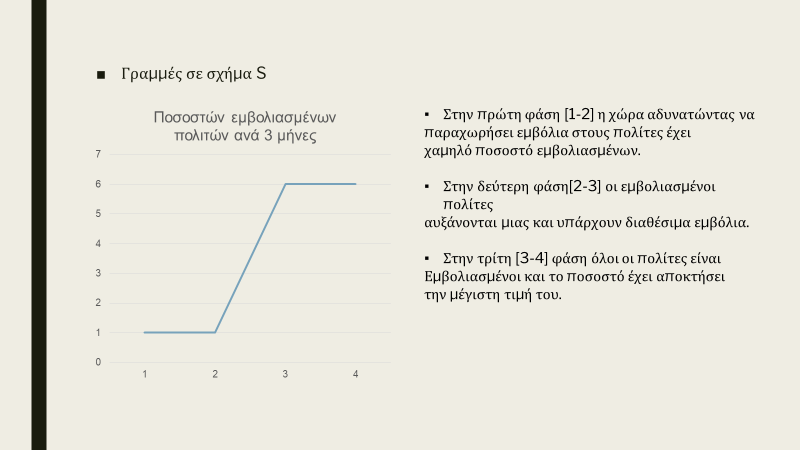 ▪ Γραμμές σε σχήμα S
Ποσοστών εμβολιασμένων
πολιτών ανά 3 μήνες
7
6
5
4
3
2
1
0
1 2 3 4
▪ Στην πρώτη φάση [1-2] η χώρα αδυνατώντας να
παραχωρήσει εμβόλια στους πολίτες έχει
χαμηλό ποσοστό εμβολιασμένων.
▪ Στην δεύτερη φάση[2-3] οι εμβολιασμένοι
πολίτες
αυξάνονται μιας και υπάρχουν διαθέσιμα εμβόλια.
▪ Στην τρίτη [3-4] φάση όλοι οι πολίτες είναι
Εμβολιασμένοι και το ποσοστό έχει αποκτήσει
την μέγιστη τιμή του.